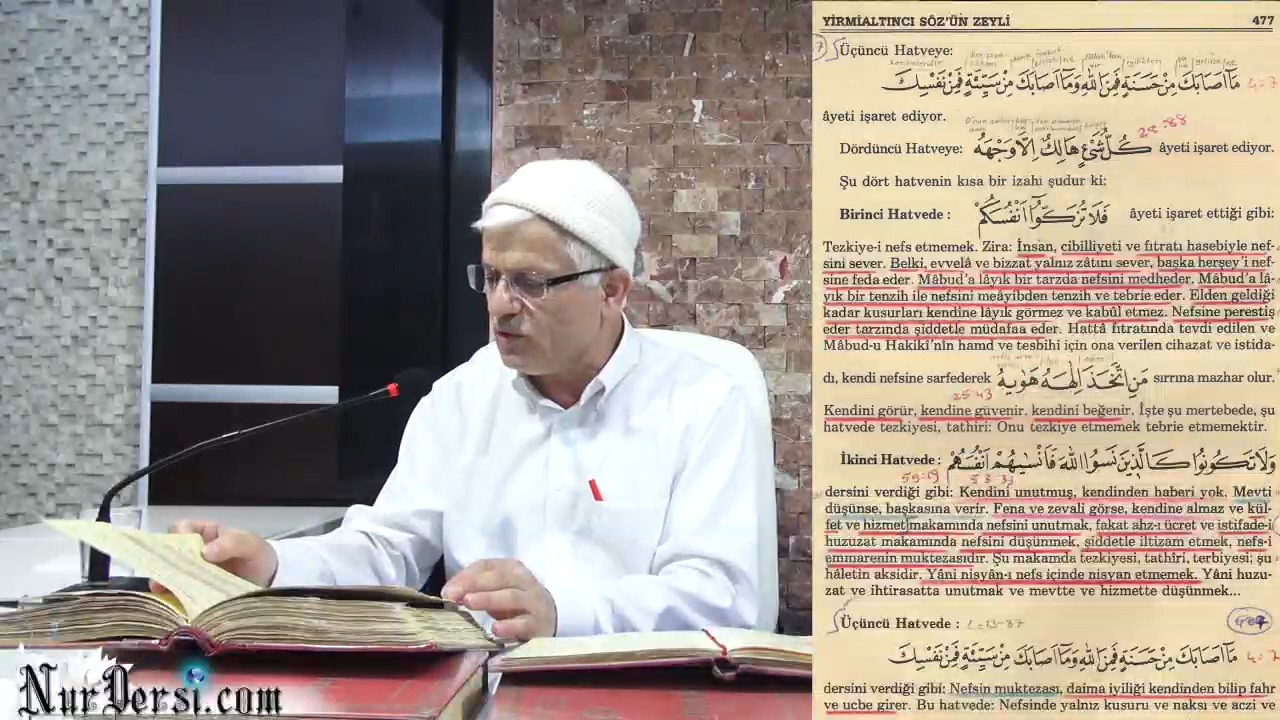 YİRMİALTINCI SÖZ'ÜN ZEYLİ 477
Üçüncü Hatveye:
مَٓا اَصَابَكَ مِنْ حَسَنَةٍ فَمِنَ اللّٰهِ وَمَٓا اَصَابَكَ مِنْ سَيِّئَةٍ فَمِنْ نَفْسِكَ
âyeti işaret ediyor.
Dördüncü Hatveye: كُلُّ شَيْءٍ هَالِكٌ اِلَّا وَجْهَهُ âyeti işaret ediyor.
Şu dört hatvenin kısa bir izahı şudur ki:
Birinci Hatvede : فَلَا تُزَكُّٓوا اَنْفُسَكُمْ âyeti işaret ettiği gibi:
Tezkiye-i nefs etmemek. Zira: İnsan, cibilliyeti ve fıtratı hasebiyle nef-
sini sever. Belki, evvelâ ve bizzat yalnız zâtını sever, başka herşey'i nef-
sine feda eder. Mâbud'a lâyık bir tarzda nefsini medheder. Mâbud'a lâ-
yık bir tenzih ile nefsini meâyibden tenzih ve tebrie eder. Elden geldiği
kadar kusurları kendine lâyık görmez ve kabûl etmez. Nefsine perestiş
eder tarzında şiddetle müdafaa eder. Hattâ fıtratında tevdi edilen ve
Mâbud-u Hakikî'nin hamd ve tesbihi için ona verilen cihazat ve istida-
dı, kendi nefsine sarfederek مَنِ اتَّخَذَ اِلٰهَهُ هَوٰيهُ sırrına mazhar olur.
25:43
Kendini görür, kendine güvenir, kendini beğenir. İşte şu mertebede, şu
hatvede tezkiyesi, tathiri: Onu tezkiye etmemek tebrie etmemektir.
İkinci Hatvede : وَلَا تَكُونُوا كَالَّذِينَ نَسُوا اللّٰهَ فَاَنْسٰيهُمْ اَنْفُسَهُمْ
59:19
dersini verdiği gibi: Kendini unutmuş, kendinden haberi yok. Mevti
düşünse, başkasına verir. Fena ve zevali görse, kendine almaz ve kül-
fet ve hizmet makamında nefsini unutmak, fakat ahz-ı ücret ve istifade-i
huzuzat makamında nefsini düşünmek, şiddetle iltizam etmek, nefs-i
emmarenin muktezasıdır. Şu makamda tezkiyesi, tathîri, terbiyesi; şu
hâletin aksidir. Yâni nisyân-ı nefs içinde nisyan etmemek. Yâni huzu-
zat ve ihtirasatta unutmak ve mevtte ve hizmette düşünmek...
Üçüncü Hatvede :
مَٓا اَصَابَكَ مِنْ حَسَنَةٍ فَمِنَ اللّٰهِ وَمَٓا اَصَابَكَ مِنْ سَيِّئَةٍ فَمِنْ نَفْسِكَ
dersini verdiği gibi: Nefsin muktezası, daima iyiliği kendinden bilip fahr
ve ucbe girer. Bu hatvede: Nefsinde yalnız kusuru ve naksı ve aczi ve
NurDersi.com